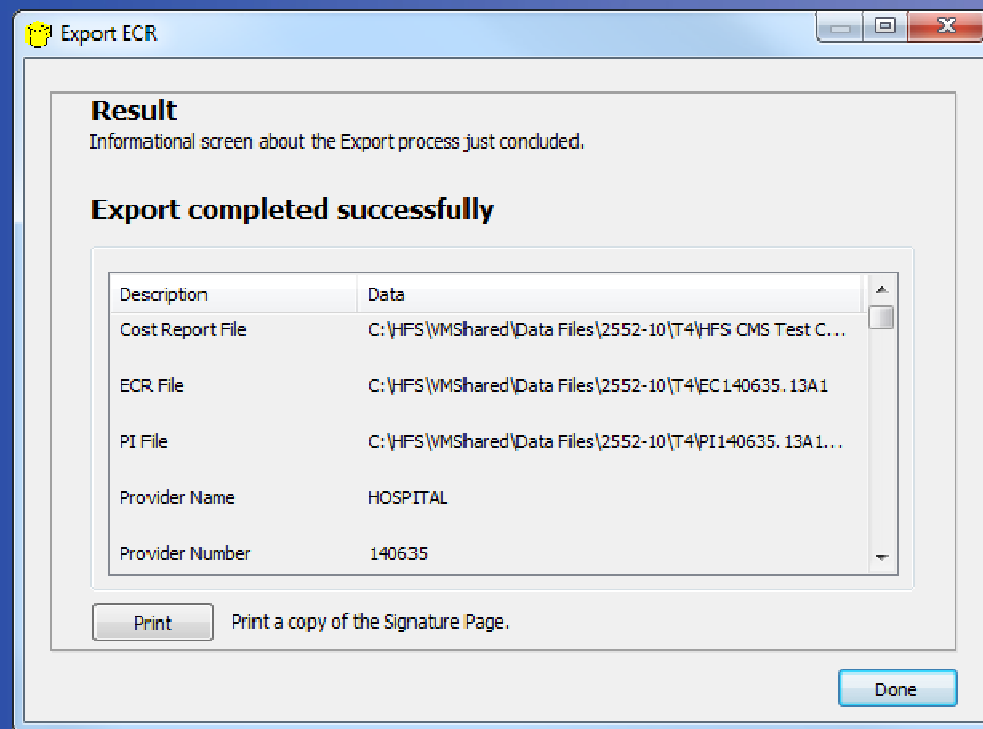 Export ECR
Result
Informational screen about the Export process just concluded.
Export completed successfully
Description Data
Cost Report File C:\HFS\VMShared\Data Files\2552-10\T4\HFS CMS Test C...
ECR File C:\HFS\VMShared\Data Files\2552-10\T4\EC140635.13A1
PI File C:\HFS\VMShared\Data Files\2552-10\T4\PI140635.13A1...
Provider Name HOSPITAL
Provider Number 140635
Print Print a copy of the Signature Page.
Done